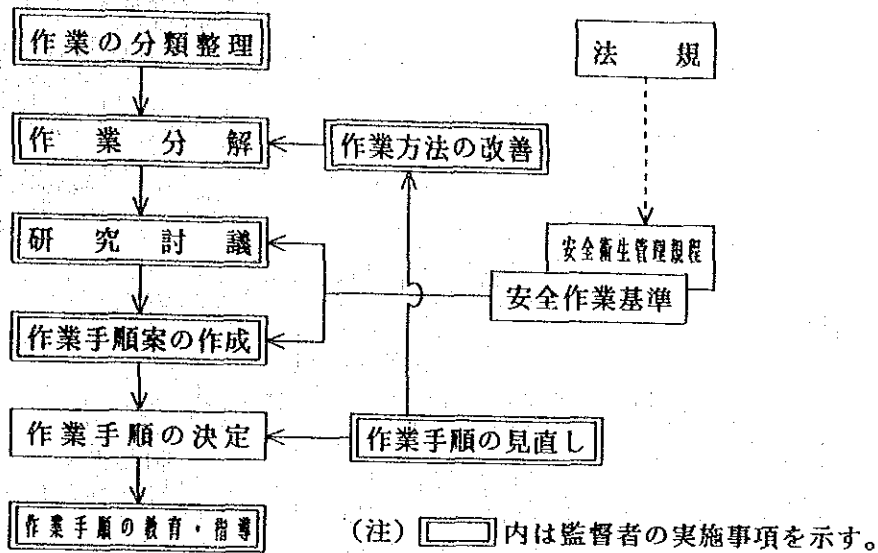 作業の分類整理
法規
作業分解
作業方法の改善
研究討議
安全衛生管理規程
安全作業基準
作業手順案の作成
作業手順の決定
作業手順の見直し
作業手順の教育・指導
(注) 内は監督者の実施事項を示す。